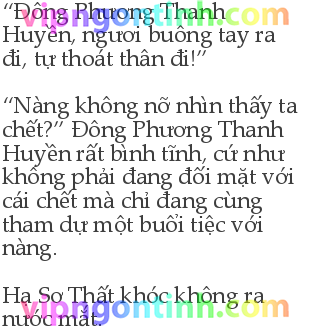 “Đông Phương Thanh
Huyền, ngươi buông tay ra
đi, tự thoát thân đi!”
“Nàng không nỡ nhìn thấy ta
chết?” Đông Phương Thanh
Huyền rất bình tĩnh, cứ như
không phải đang đối mặt với
cái chết mà chỉ đang cùng
tham dự một buổi tiệc với
nàng.
Hạ Sơ Thất khóc không ra
nước mắt.
vipngontinh.com
vipngontinh.com